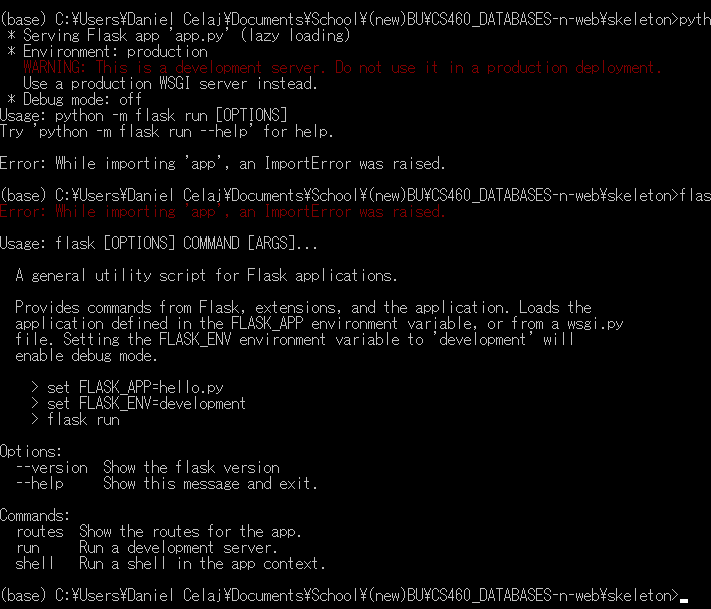 (base) C:¥Users¥Daniel Celaj¥Documents¥School¥(new)BU¥CS460_DATABASES-n-web¥skeleton>pyth
 * Serving Flask app 'app.py' (lazy loading)
 * Environment: production
   WARNING: This is a development server. Do not use it in a production deployment.
   Use a production WSGI server instead.
 * Debug mode: off
Usage: python -m flask run [OPTIONS]
Try 'python -m flask run --help' for help.

Error: While importing 'app', an ImportError was raised.

(base) C:¥Users¥Daniel Celaj¥Documents¥School¥(new)BU¥CS460_DATABASES-n-web¥skeleton>flas
Error: While importing 'app', an ImportError was raised.

Usage: flask [OPTIONS] COMMAND [ARGS]...

  A general utility script for Flask applications.

  Provides commands from Flask, extensions, and the application. Loads the
  application defined in the FLASK_APP environment variable, or from a wsgi.py
  file. Setting the FLASK_ENV environment variable to 'development' will
  enable debug mode.

    > set FLASK_APP=hello.py
    > set FLASK_ENV=development
    > flask run

Options:
  --version  Show the flask version
  --help     Show this message and exit.

Commands:
  routes  Show the routes for the app.
  run     Run a development server.
  shell   Run a shell in the app context.

(base) C:¥Users¥Daniel Celaj¥Documents¥School¥(new)BU¥CS460_DATABASES-n-web¥skeleton>_